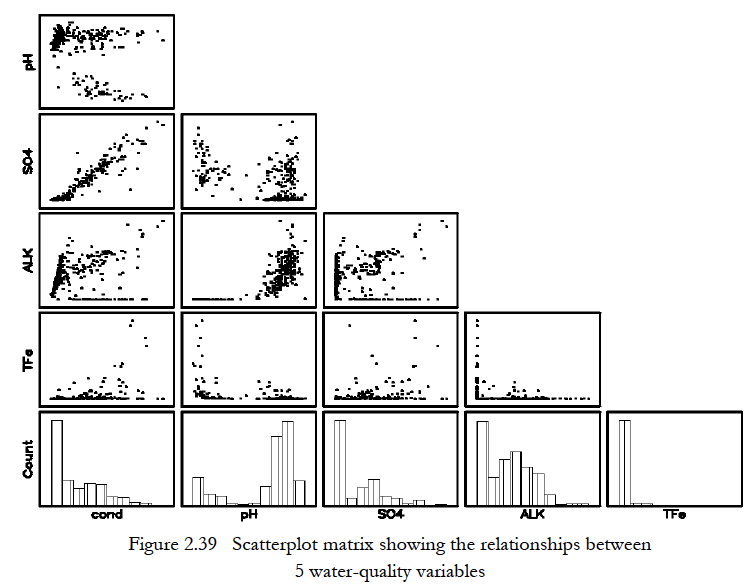 pH
SO4
ALK
TFe
Count
cond pH SO4 ALK TFe
Figure 2.39 Scatterplot matrix showing the relationships between
5 water-quality variables